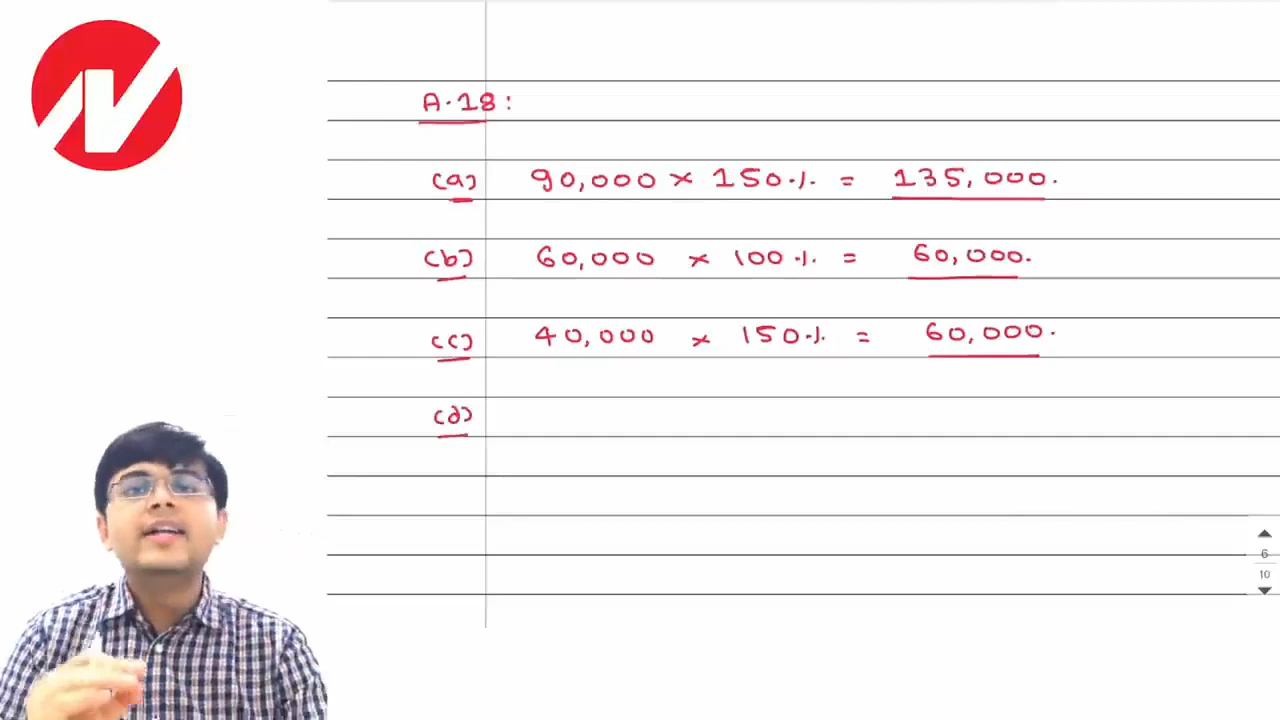 A.18:
(a) 90,000 × 150% = 135,000.
(b) 60,000 × 100% = 60,000.
(c) 40,000 × 150% = 60,000.
(d)
6
10